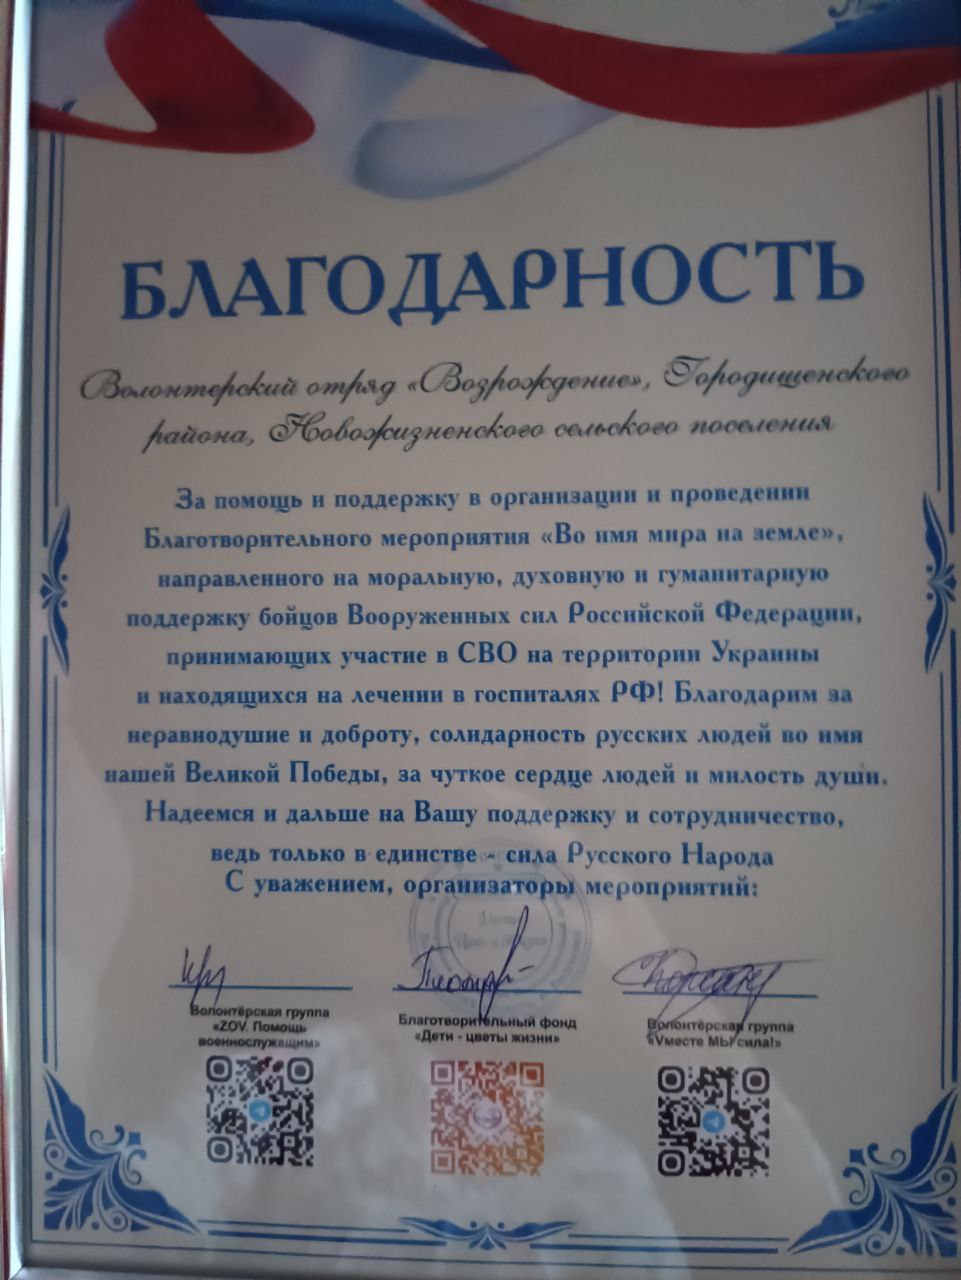 БЛАГОДАРНОСТЬ
Волонтерский отряд «Возрождение», Городищенского
района, Новожизненского сельского поселения
За помощь и поддержку в организации и проведении
Благотворительного мероприятия «Во имя мира на земле»,
направленного на моральную, духовную и гуманитарную
поддержку бойцов Вооруженных сил Российской Федерации,
принимающих участие в СВО на территории Украины
и находящихся на лечении в госпиталях РФ! Благодарим за
неравнодушие и доброту, солидарность русских людей во имя
нашей Великой Победы, за чуткое сердце людей и милость души.
Надеемся и дальше на Вашу поддержку и сотрудничество,
ведь только в единстве - сила Русского Народа
С уважением, организаторы мероприятий:
Волонтёрская группа
«ZOV. Помощь
военнослужащим»
Благотворительный фонд
«Дети - цветы жизни»
Волонтёрская группа
«Vместе МЫ сила!»